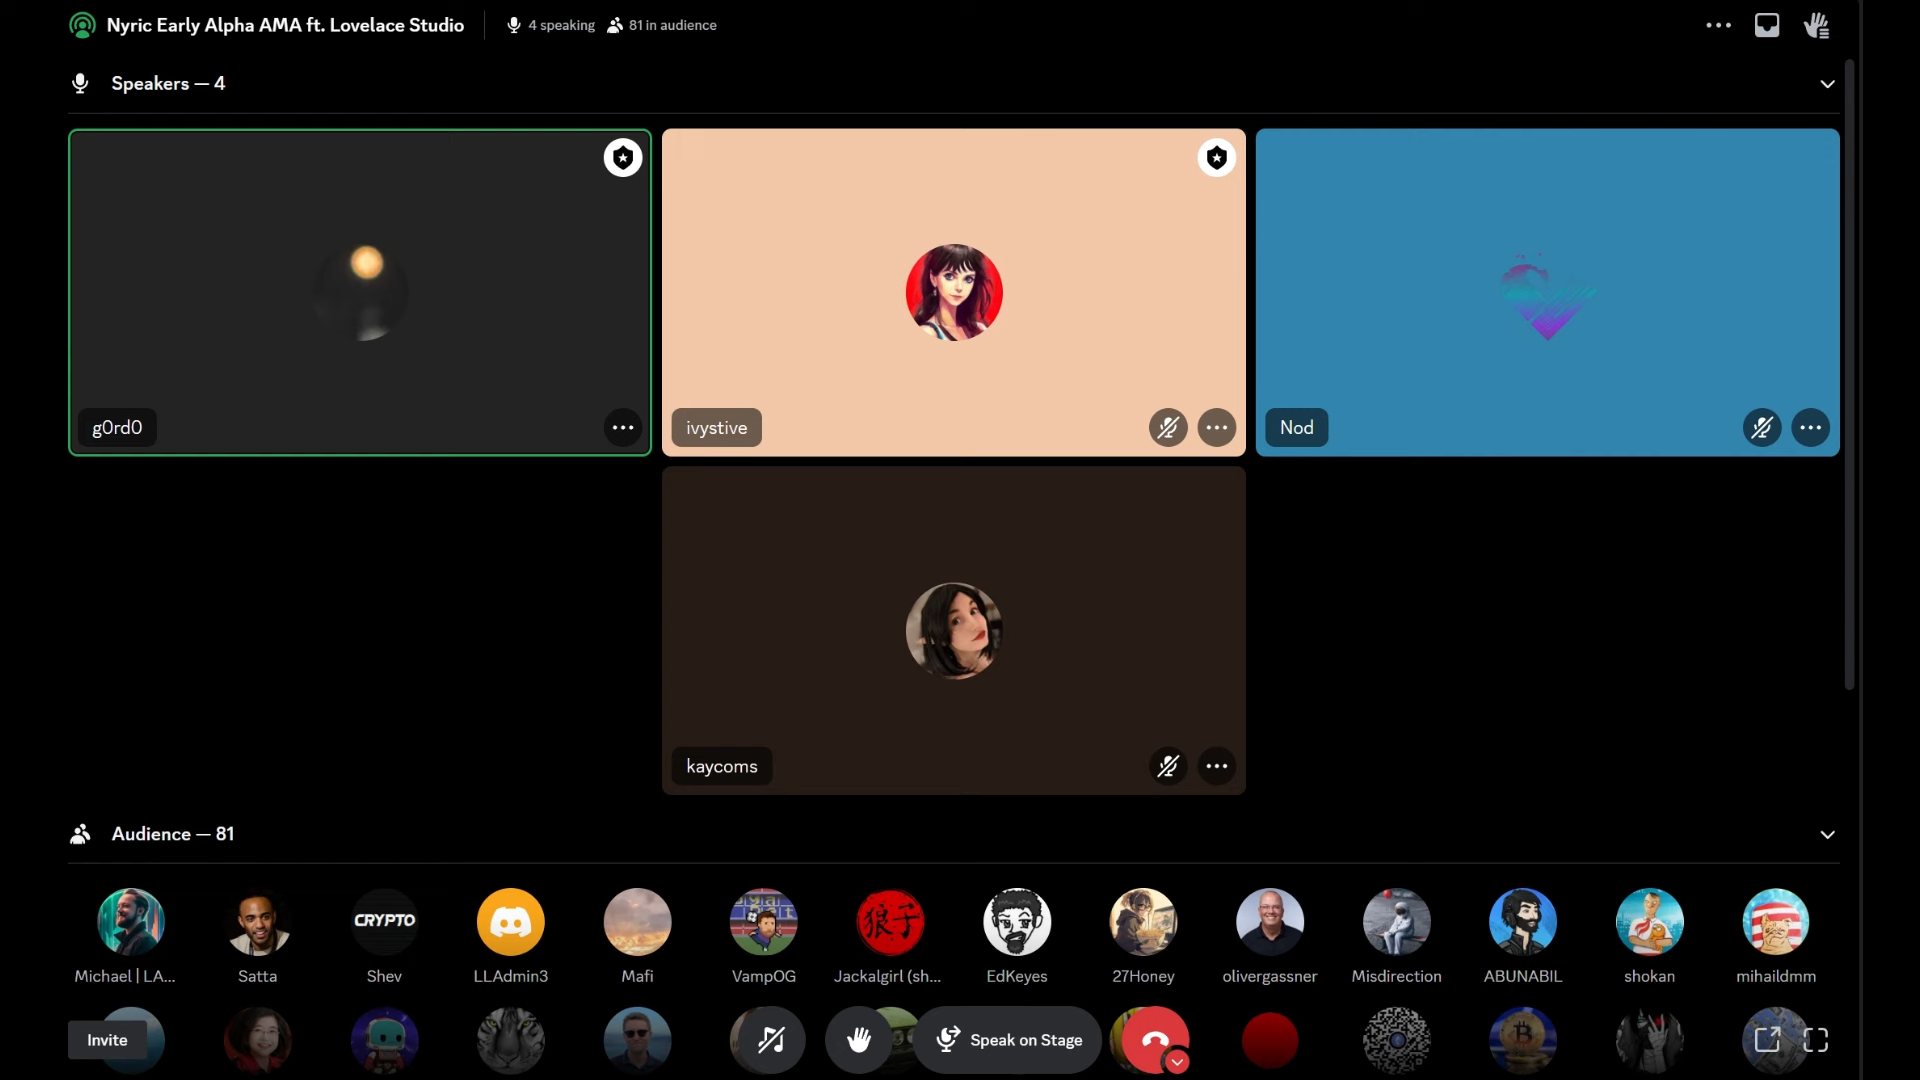 Nyric Early Alpha AMA ft. Lovelace Studio
4 speaking
81 in audience
Speakers — 4
g0rd0
ivystive
Nod
kaycoms
Audience — 81
CRYPTO
狼子
Michael | LA...
Satta
Shev
LLAdmin3
Mafi
VampOG
Jackalgirl (sh...
EdKeyes
27Honey
olivergassner
Misdirection
ABUNABIL
shokan
mihaildmm
Invite
Speak on Stage